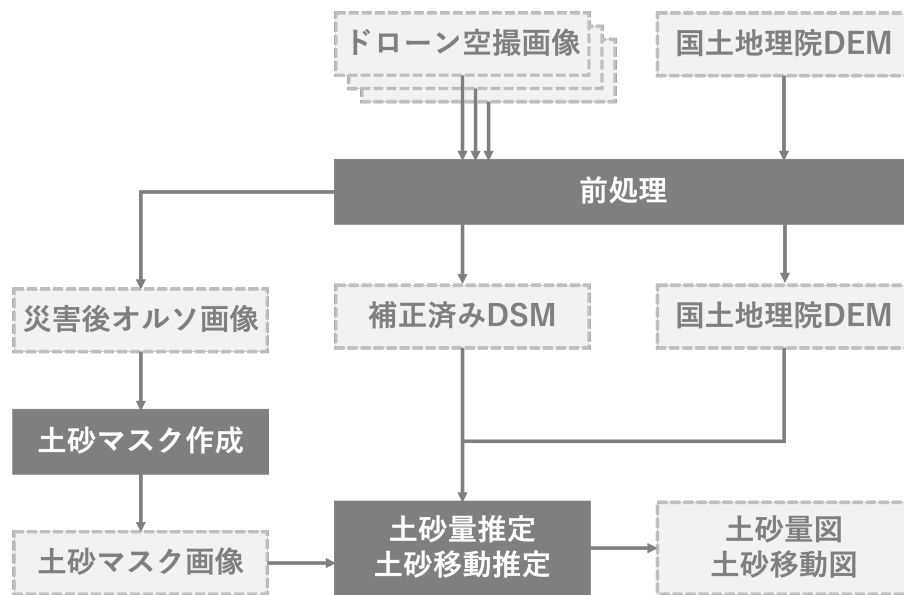 ドローン空撮画像
国土地理院DEM
前処理
災害後オルソ画像
補正済みDSM
国土地理院DEM
土砂マスク作成
土砂マスク画像
土砂量推定
土砂移動推定
土砂量図
土砂移動図